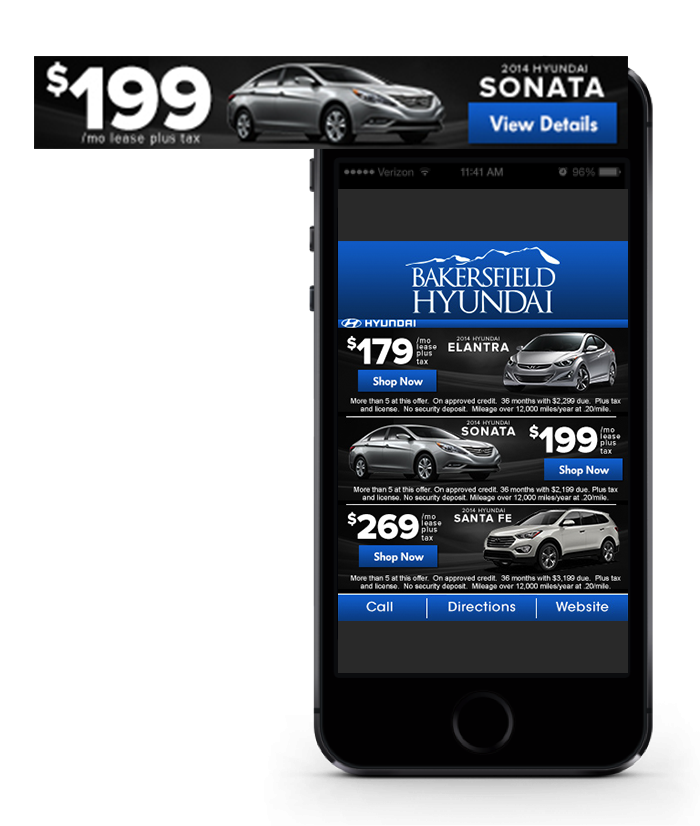 $199
/mo lease plus tax
2014 HYUNDAI
SONATA
View Details
Verizon
11:41 AM
96%
BAKERSFIELD
HYUNDAI
HYUNDAI
$179
/mo
lease
plus
tax
2014 HYUNDAI
ELANTRA
Shop Now
More than 5 at this offer. On approved credit. 36 months with $2,299 due. Plus tax
and license. No security deposit. Mileage over 12,000 miles/year at .20/mile.
2014 HYUNDAI
SONATA
$199
/mo
lease
plus
tax
Shop Now
More than 5 at this offer. On approved credit. 36 months with $2,199 due. Plus tax
and license. No security deposit. Mileage over 12,000 miles/year at .20/mile.
$269
/mo
lease
plus
tax
2014 HYUNDAI
SANTA FE
Shop Now
More than 5 at this offer. On approved credit. 36 months with $3,199 due. Plus tax
and license. No security deposit. Mileage over 12,000 miles/year at .20/mile.
Call
Directions
Website